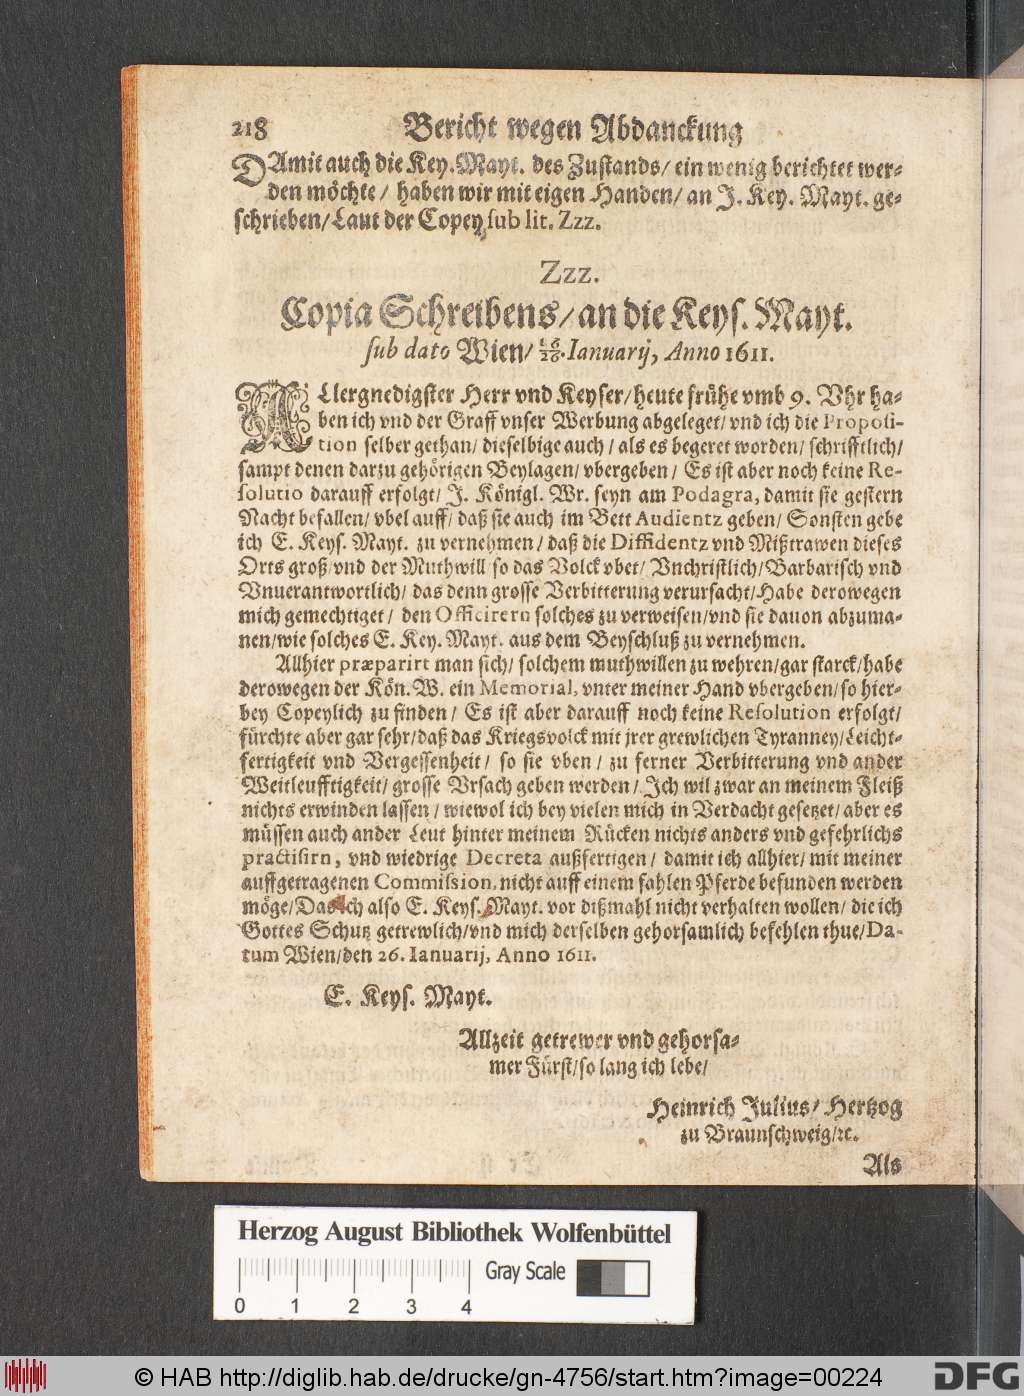 218 Bericht wegen Abdanckung
DAmit auch die Key. Mayt. des Zustands/ ein wenig berichtet wer-
den möchte/ haben wir mit eigen Handen/ an J. Key. Mayt. ge-
schrieben/ Laut der Copey sub lit. Zzz.
Zzz.
Copia Schreibens/ an die Keys. Mayt.
sub dato Wien/ 16/26. Ianuarij, Anno 1611.
ALlergnedigster Herr vnd Keyser/ heute frühe vmb 9. Vhr ha-
ben ich vnd der Graff vnser Werbung abgeleget/ vnd ich die Proposi-
tion selber gethan/ dieselbige auch/ als es begeret worden/ schrifftlich/
sampt denen darzu gehörigen Beylagen/ vbergeben/ Es ist aber noch keine Re-
solutio darauff erfolgt/ J. Königl. Wr. seyn am Podagra, damit sie gestern
Nacht befallen/ vbel auff/ daß sie auch im Bett Audientz geben/ Sonsten gebe
ich E. Keys. Mayt. zu vernehmen/ daß die Diffidentz vnd Mißtrawen dieses
Orts groß/ vnd der Muthwill so das Volck vbet/ Vnchristlich/ Barbarisch vnd
Vnuerantwortlich/ das denn grosse Verbitterung verursacht/ Habe derowegen
mich gemechtiget/ den Officirern solches zu verweisen/ vnd sie dauon abzuma-
nen/ wie solches E. Key. Mayt. aus dem Beyschluß zu vernehmen.
Allhier præparirt man sich/ solchem muthwillen zu wehren/ gar starck/ habe
derowegen der Kön. W. ein Memorial, vnter meiner Hand vbergeben/ so hier-
bey Copeylich zu finden/ Es ist aber darauff noch keine Resolution erfolgt/
fürchte aber gar sehr/ daß das Kriegsvolck mit jrer grewlichen Tyranney/ Leicht-
fertigkeit vnd Vergessenheit/ so sie vben/ zu ferner Verbitterung vnd ander
Weitleufftigkeit/ grosse Vrsach geben werden/ Ich wil zwar an meinem Fleiß
nichts erwinden lassen/ wiewol ich bey vielen mich in Verdacht gesetzet/ aber es
müssen auch ander Leut hinter meinem Rücken nichts anders vnd gefehrlichs
practisirn, vnd wiedrige Decreta außfertigen/ damit ich allhier/ mit meiner
auffgetragenen Commission, nicht auff einem fahlen Pferde befunden werden
möge/ Das ich also E. Keys. Mayt. vor dißmahl nicht verhalten wollen/ die ich
Gottes Schutz getrewlich/ vnd mich derselben gehorsamlich befehlen thue/ Da-
tum Wien/ den 26. Ianuarij, Anno 1611.
E. Keys. Mayt.
Allzeit getrewer vnd gehorsa-
mer Fürst/ so lang ich lebe/
Heinrich Julius/ Hertzog
zu Braunschweig/ ꝛc.
Als
Herzog August Bibliothek Wolfenbüttel
Gray Scale
0 1 2 3 4
© HAB http://diglib.hab.de/drucke/gn-4756/start.htm?image=00224
DFG